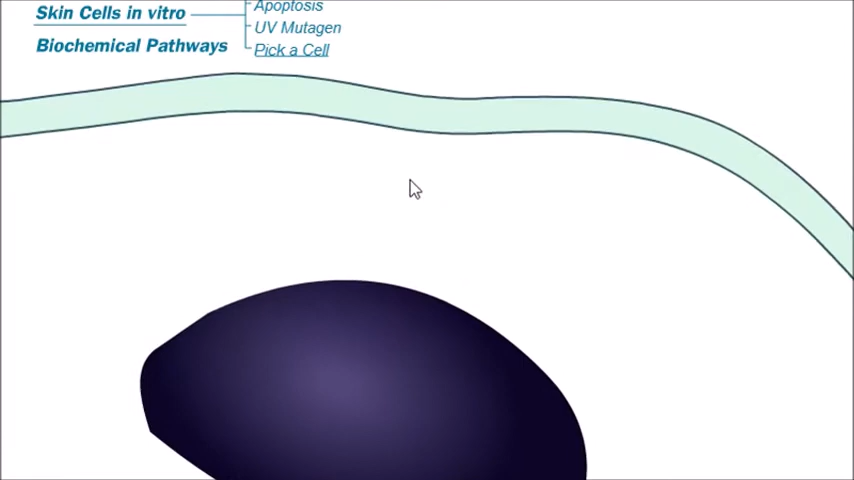 Apoptosis
Skin Cells in vitro
UV Mutagen
Biochemical Pathways
Pick a Cell